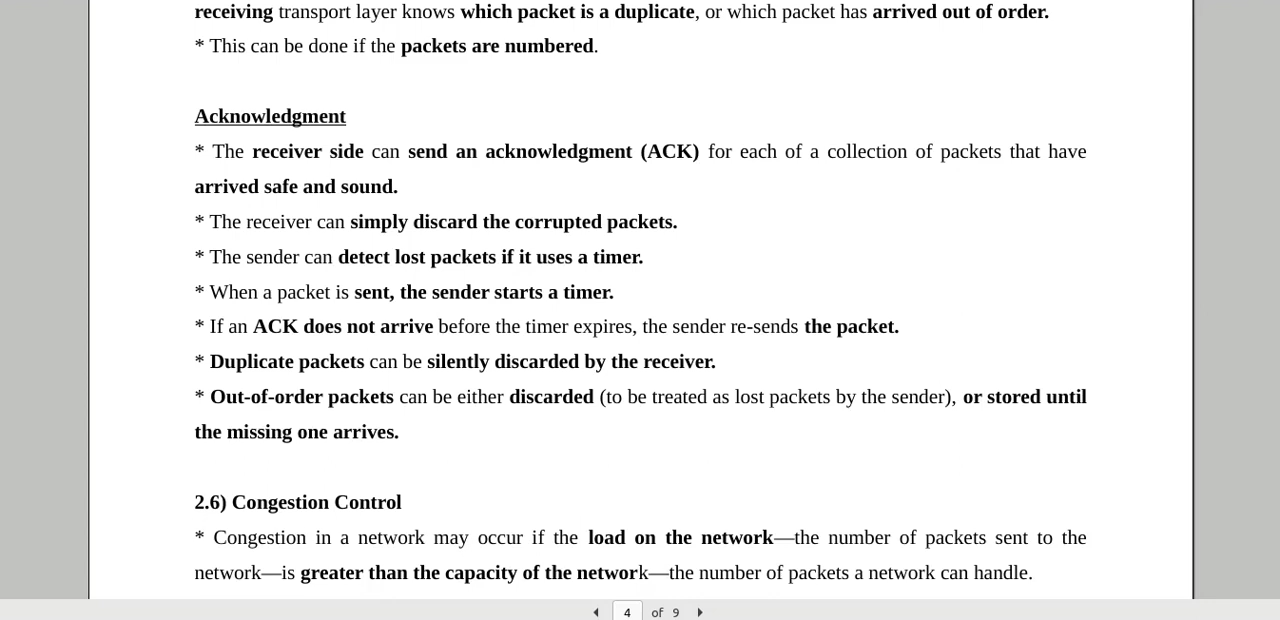 receiving transport layer knows which packet is a duplicate, or which packet has arrived out of order.
* This can be done if the packets are numbered.
Acknowledgment
* The receiver side can send an acknowledgment (ACK) for each of a collection of packets that have
arrived safe and sound.
* The receiver can simply discard the corrupted packets.
* The sender can detect lost packets if it uses a timer.
* When a packet is sent, the sender starts a timer.
* If an ACK does not arrive before the timer expires, the sender re-sends the packet.
* Duplicate packets can be silently discarded by the receiver.
* Out-of-order packets can be either discarded (to be treated as lost packets by the sender), or stored until
the missing one arrives.
2.6) Congestion Control
* Congestion in a network may occur if the load on the network—the number of packets sent to the
network—is greater than the capacity of the network—the number of packets a network can handle.
4 of 9